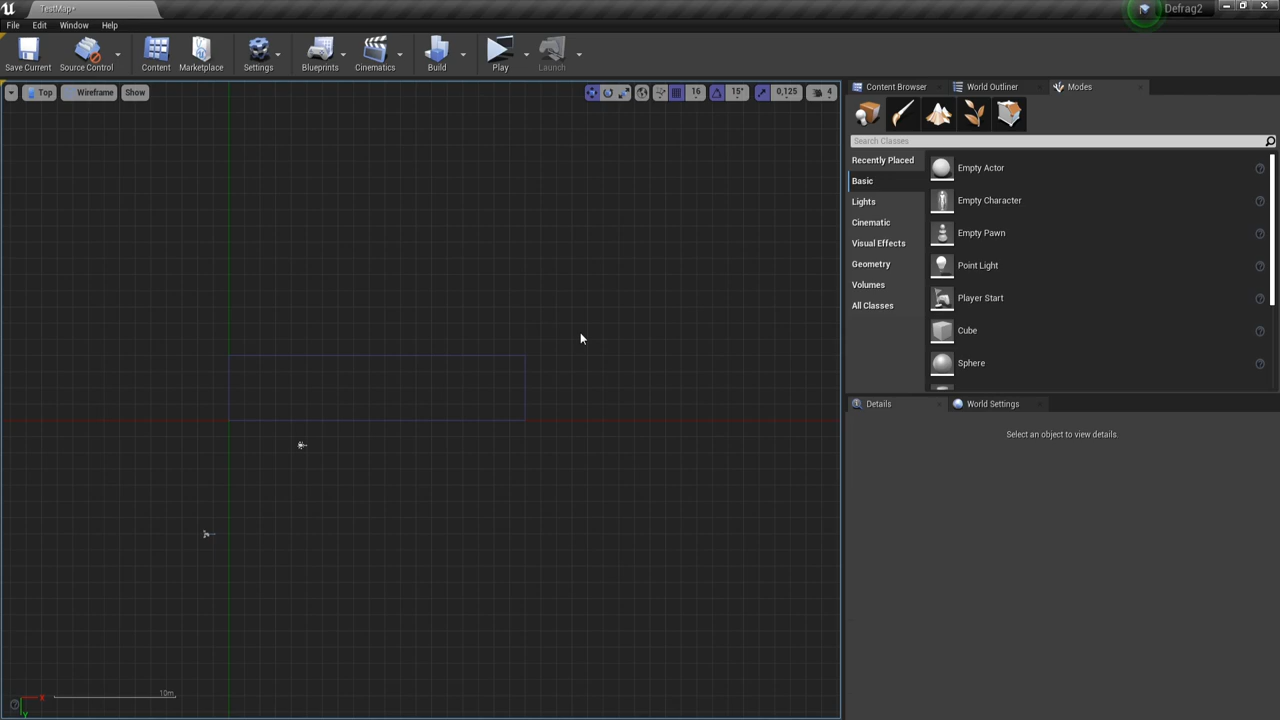 TestMap*
Defrag2
File Edit Window Help
Save Current Source Control Content Marketplace Settings Blueprints Cinematics Build Play Launch
Top Wireframe Show 16 15° 0,125 4
Content Browser World Outliner Modes
Search Classes
Recently Placed
Basic
Lights
Cinematic
Visual Effects
Geometry
Volumes
All Classes
Empty Actor
Empty Character
Empty Pawn
Point Light
Player Start
Cube
Sphere
Details World Settings
Select an object to view details.
10m
X
Y